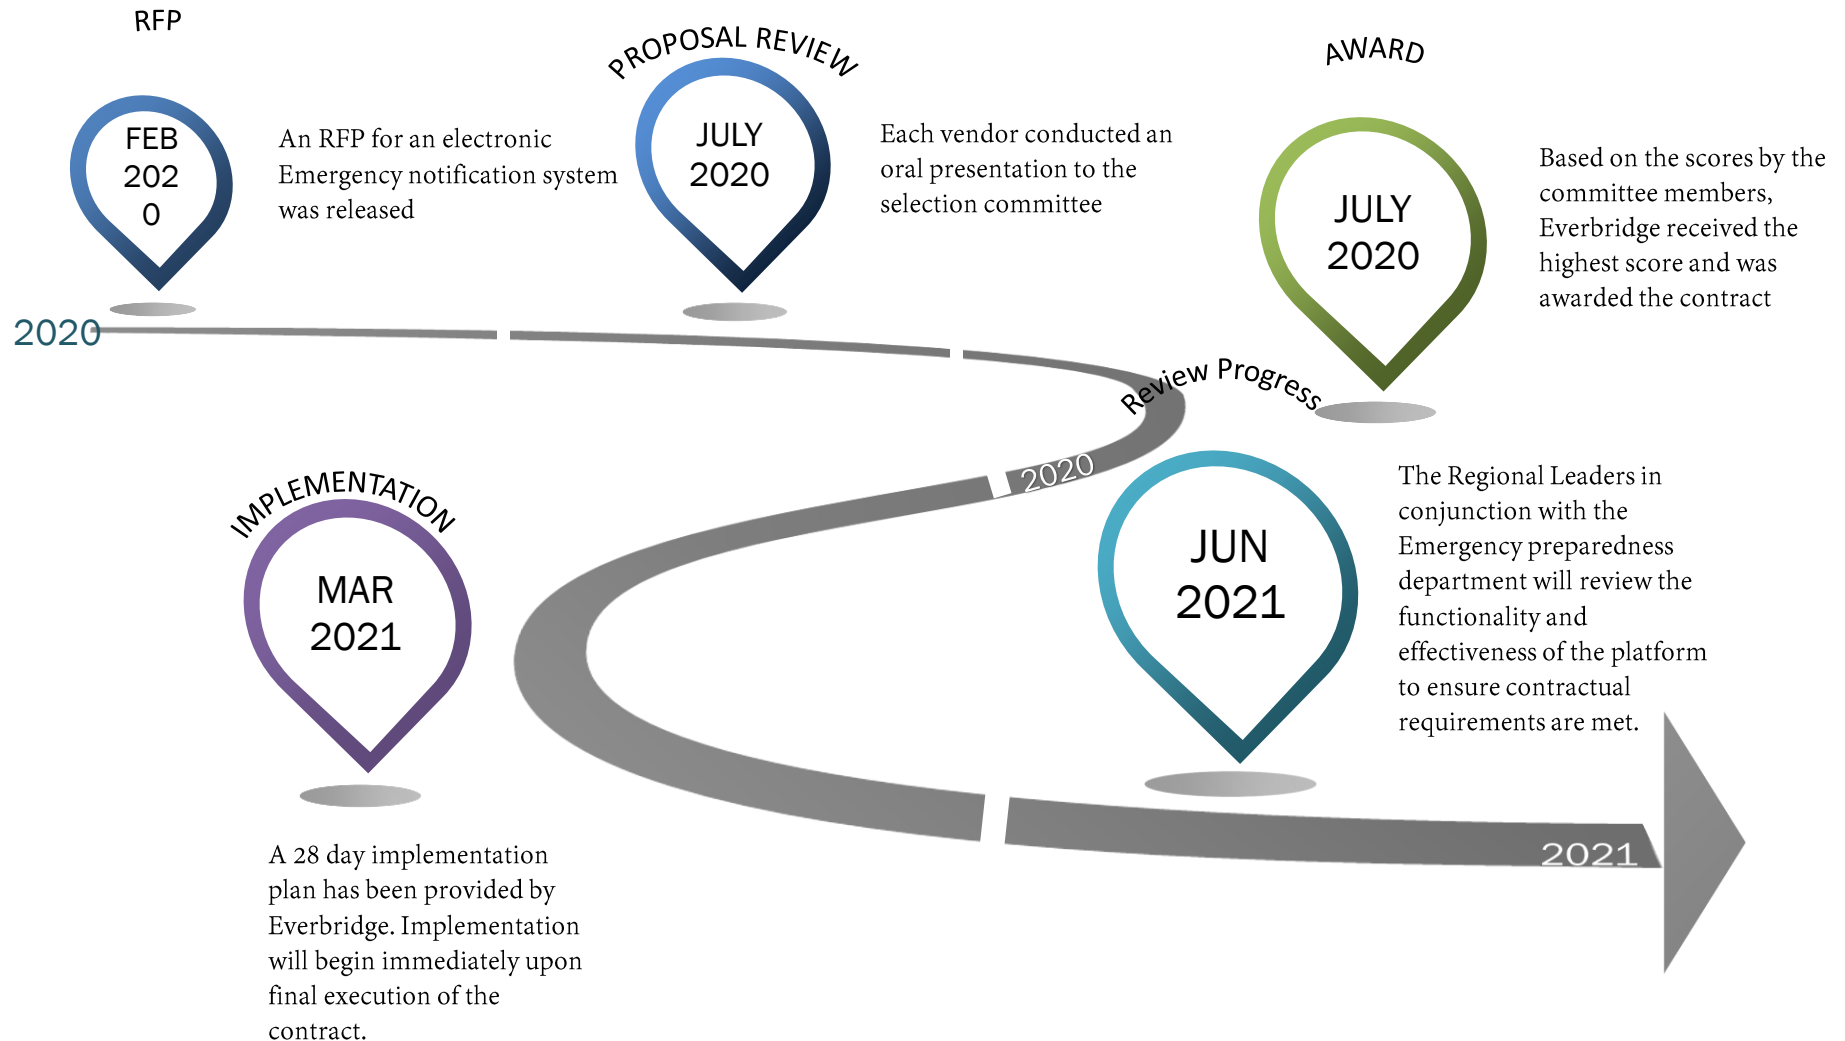 RFP
FEB
202
0
An RFP for an electronic
Emergency notification system
was released
PROPOSAL REVIEW
JULY
2020
Each vendor conducted an
oral presentation to the
selection committee
AWARD
JULY
2020
Based on the scores by the
committee members,
Everbridge received the
highest score and was
awarded the contract
2020
2020
IMPLEMENTATION
MAR
2021
A 28 day implementation
plan has been provided by
Everbridge. Implementation
will begin immediately upon
final execution of the
contract.
Review Progress
JUN
2021
The Regional Leaders in
conjunction with the
Emergency preparedness
department will review the
functionality and
effectiveness of the platform
to ensure contractual
requirements are met.
2021